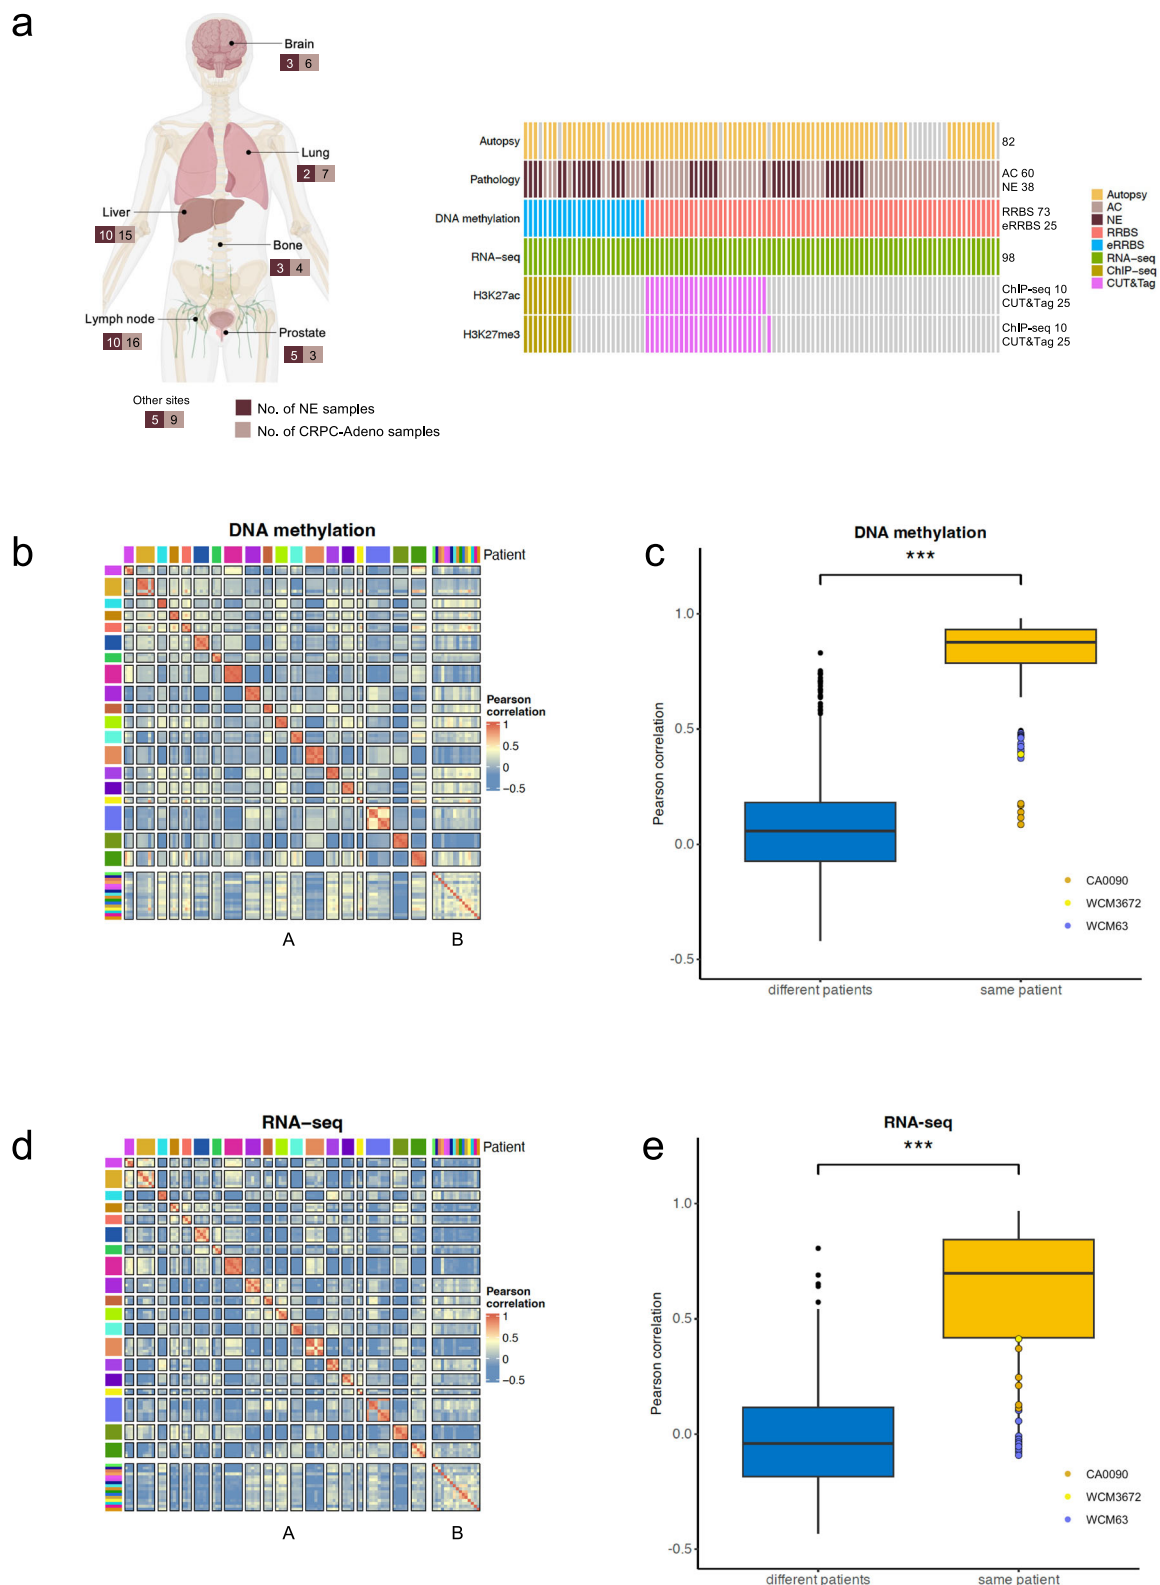 a
Brain
3 6
Lung
2 7
Liver
10 15
Bone
3 4
Lymph node
10 16
Prostate
5 3
Other sites
5 9
No. of NE samples
No. of CRPC-Adeno samples
Autopsy
82
Pathology
AC 60
NE 38
DNA methylation
RRBS 73
eRRBS 25
RNA-seq
98
H3K27ac
ChIP-seq 10
CUT&Tag 25
H3K27me3
ChIP-seq 10
CUT&Tag 25
Autopsy
AC
NE
RRBS
eRRBS
RNA-seq
ChIP-seq
CUT&Tag
b
DNA methylation
Patient
Pearson
correlation
1
0.5
0
-0.5
A B
c
DNA methylation
***
Pearson correlation
1.0
0.5
0.0
-0.5
CA0090
WCM3672
WCM63
different patients same patient
d
RNA-seq
Patient
Pearson
correlation
1
0.5
0
-0.5
A B
e
RNA-seq
***
Pearson correlation
1.0
0.5
0.0
-0.5
CA0090
WCM3672
WCM63
different patients same patient